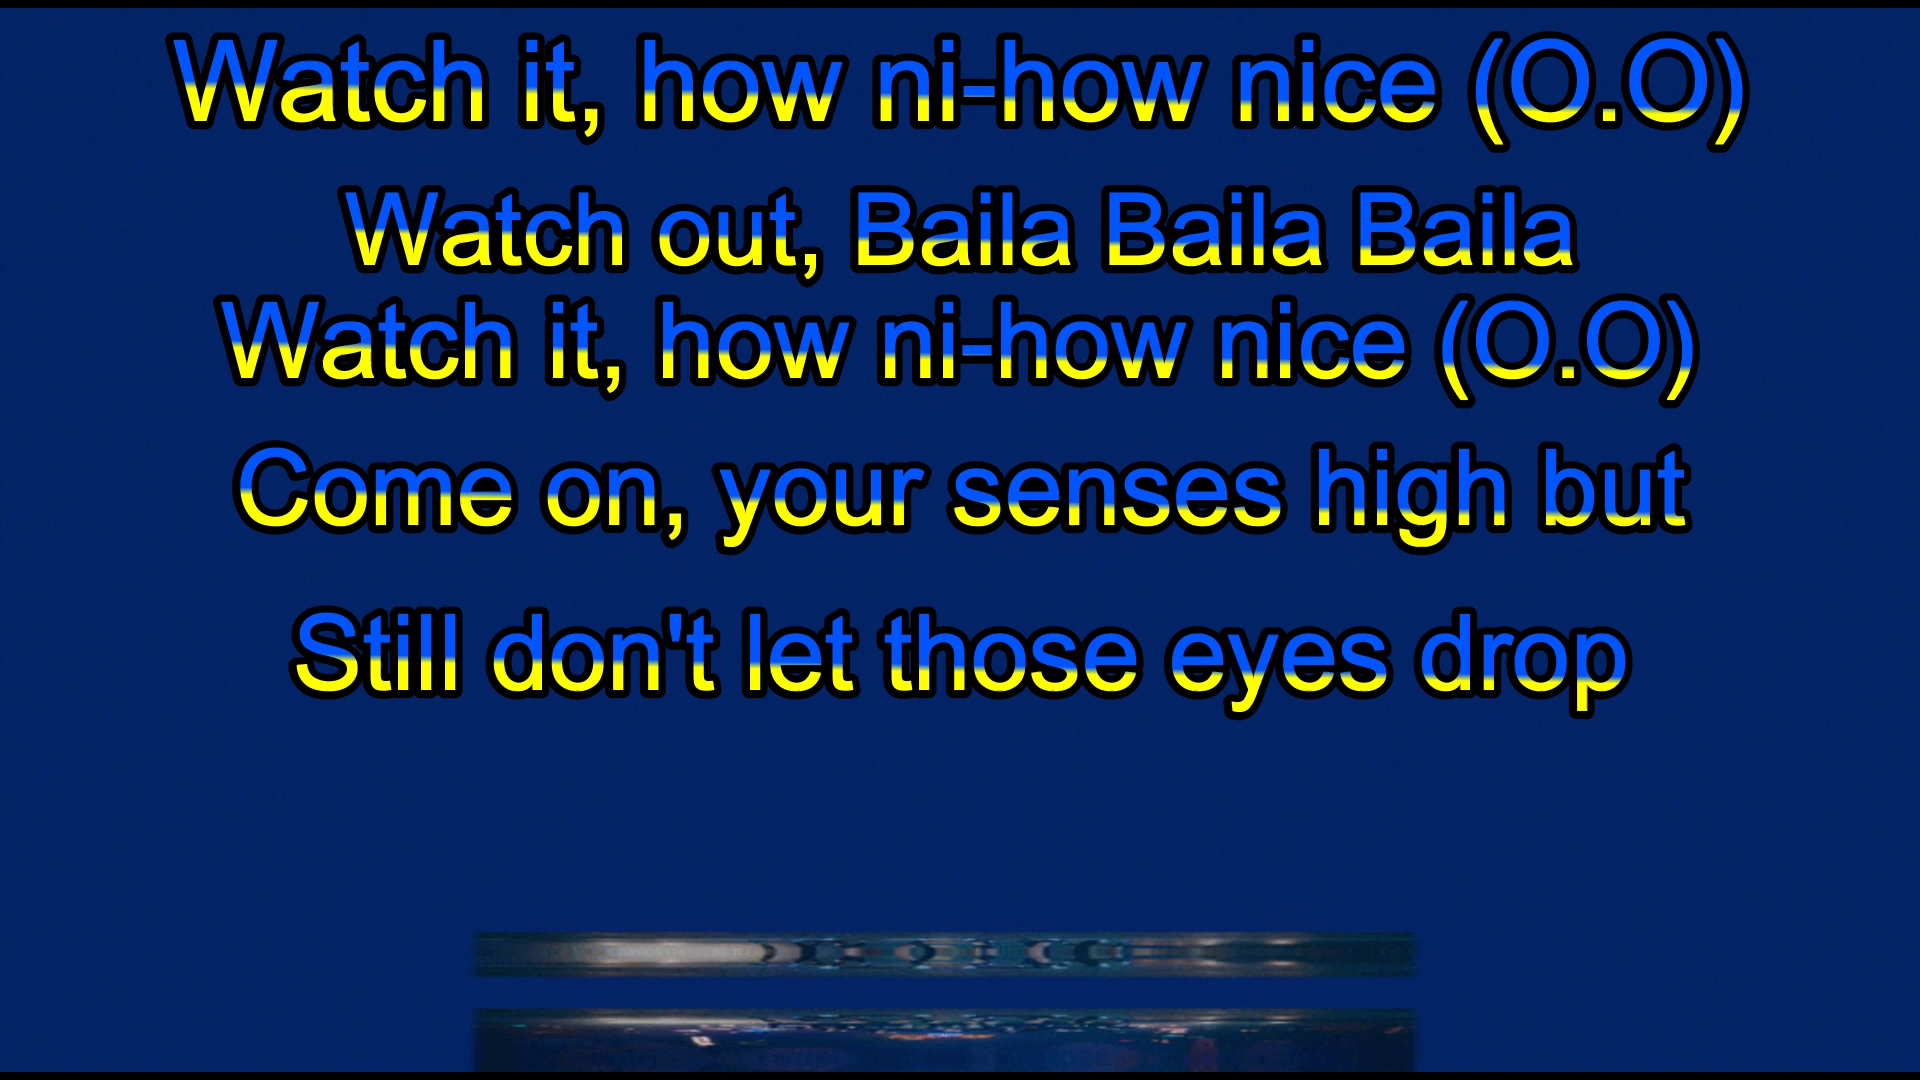 Watch it, how ni-how nice (O.O)
Watch out, Baila Baila Baila
Watch it, how ni-how nice (O.O)
Come on, your senses high but
Still don't let those eyes drop